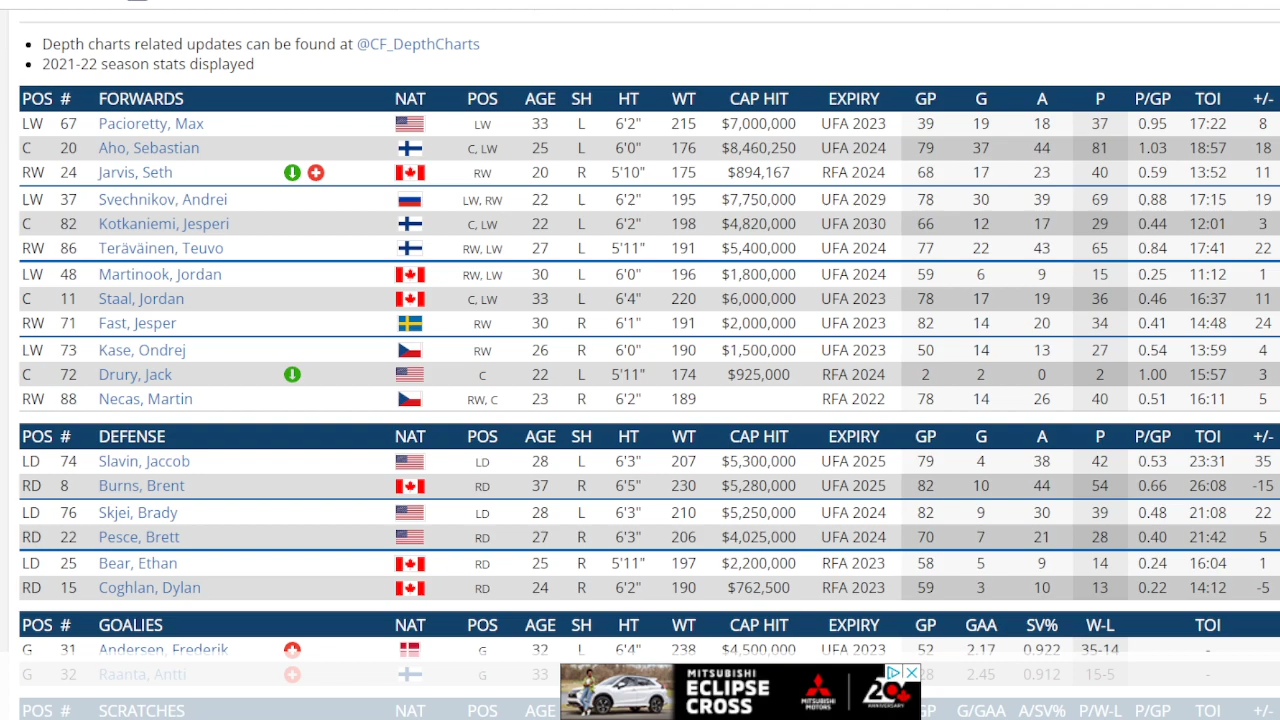 Depth charts related updates can be found at @CF_DepthCharts
2021-22 season stats displayed
POS # FORWARDS NAT POS AGE SH HT WT CAP HIT EXPIRY GP G A P P/GP TOI +/-
LW 67 Pacioretty, Max LW 33 L 6'2" 215 $7,000,000 UFA 2023 39 19 18 0.95 17:22
C 20 Aho, Sebastian C, LW 25 L 6'0" 176 $8,460,250 UFA 2024 79 37 44 1.03 18:57
RW 24 Jarvis, Seth RW 20 R 5'10" 175 $894,167 RFA 2024 68 17 23 40 0.59 13:52 11
LW 37 Svechnikov, Andrei LW, RW 22 L 6'2" 195 $7,750,000 UFA 2029 78 30 39 69 0.88 17:15 19
C 82 Kotkaniemi, Jesperi C, LW 22 L 6'2" 198 $4,820,000 UFA 2030 66 12 17 29 0.44 12:01 3
RW 86 Teräväinen, Teuvo RW, LW 27 L 5'11" 191 $5,400,000 UFA 2024 77 22 43 0.84 17:41 22
LW 48 Martinook, Jordan RW, LW 30 L 6'0" 196 $1,800,000 UFA 2024 59 6 9 15 0.25 11:12 1
C 11 Staal, Jordan C, LW 33 L 6'4" 220 $6,000,000 UFA 2023 78 17 19 36 0.46 16:37 11
RW 71 Fast, Jesper RW 30 R 6'1" 191 $2,000,000 UFA 2023 82 14 20 34 0.41 14:48 24
LW 73 Kase, Ondrej RW 26 R 6'0" 190 $1,500,000 UFA 2023 50 14 13 27 0.54 13:59 4
C 72 Drury, Jack C 22 L 5'11" 174 $925,000 RFA 2024 2 2 0 2 1.00 15:57 3
RW 88 Necas, Martin RW, C 23 R 6'2" 189 RFA 2022 78 14 26 40 0.51 16:11 5
POS # DEFENSE NAT POS AGE SH HT WT CAP HIT EXPIRY GP G A P P/GP TOI +/-
LD 74 Slavin, Jaccob LD 28 L 6'3" 207 $5,300,000 UFA 2025 79 4 38 42 0.53 23:31 35
RD 8 Burns, Brent RD 37 R 6'5" 230 $5,280,000 UFA 2025 82 10 44 54 0.66 26:08 -15
LD 76 Skjei, Brady LD 28 L 6'3" 210 $5,250,000 UFA 2024 82 9 30 39 0.48 21:08
RD 22 Pesce, Brett RD 27 R 6'3" 206 $4,025,000 UFA 2024 70 7 21 28 0.40 21:42 5
LD 25 Bear, Ethan RD 25 R 5'11" 197 $2,200,000 RFA 2023 58 5 9 14 0.24 16:04 1
RD 15 Coghlan, Dylan RD 24 R 6'2" 190 $762,500 RFA 2023 59 3 10 0.22 14:12 -5
POS # GOALIES NAT POS AGE SH HT WT CAP HIT EXPIRY GP GAA SV% W-L TOI
G 31 Andersen, Frederik G 32 L 6'4" 238 $4,500,000 UFA 2023 52 2.17 0.922 -
G 32 G 33 2.45 -
POS # NAT POS AGE GP G/GAA A/SV% P/W-L P/GP TOI +/-
MITSUBISHI
ECLIPSE
CROSS
MITSUBISHI
MOTORS
20
ANNIVERSARY